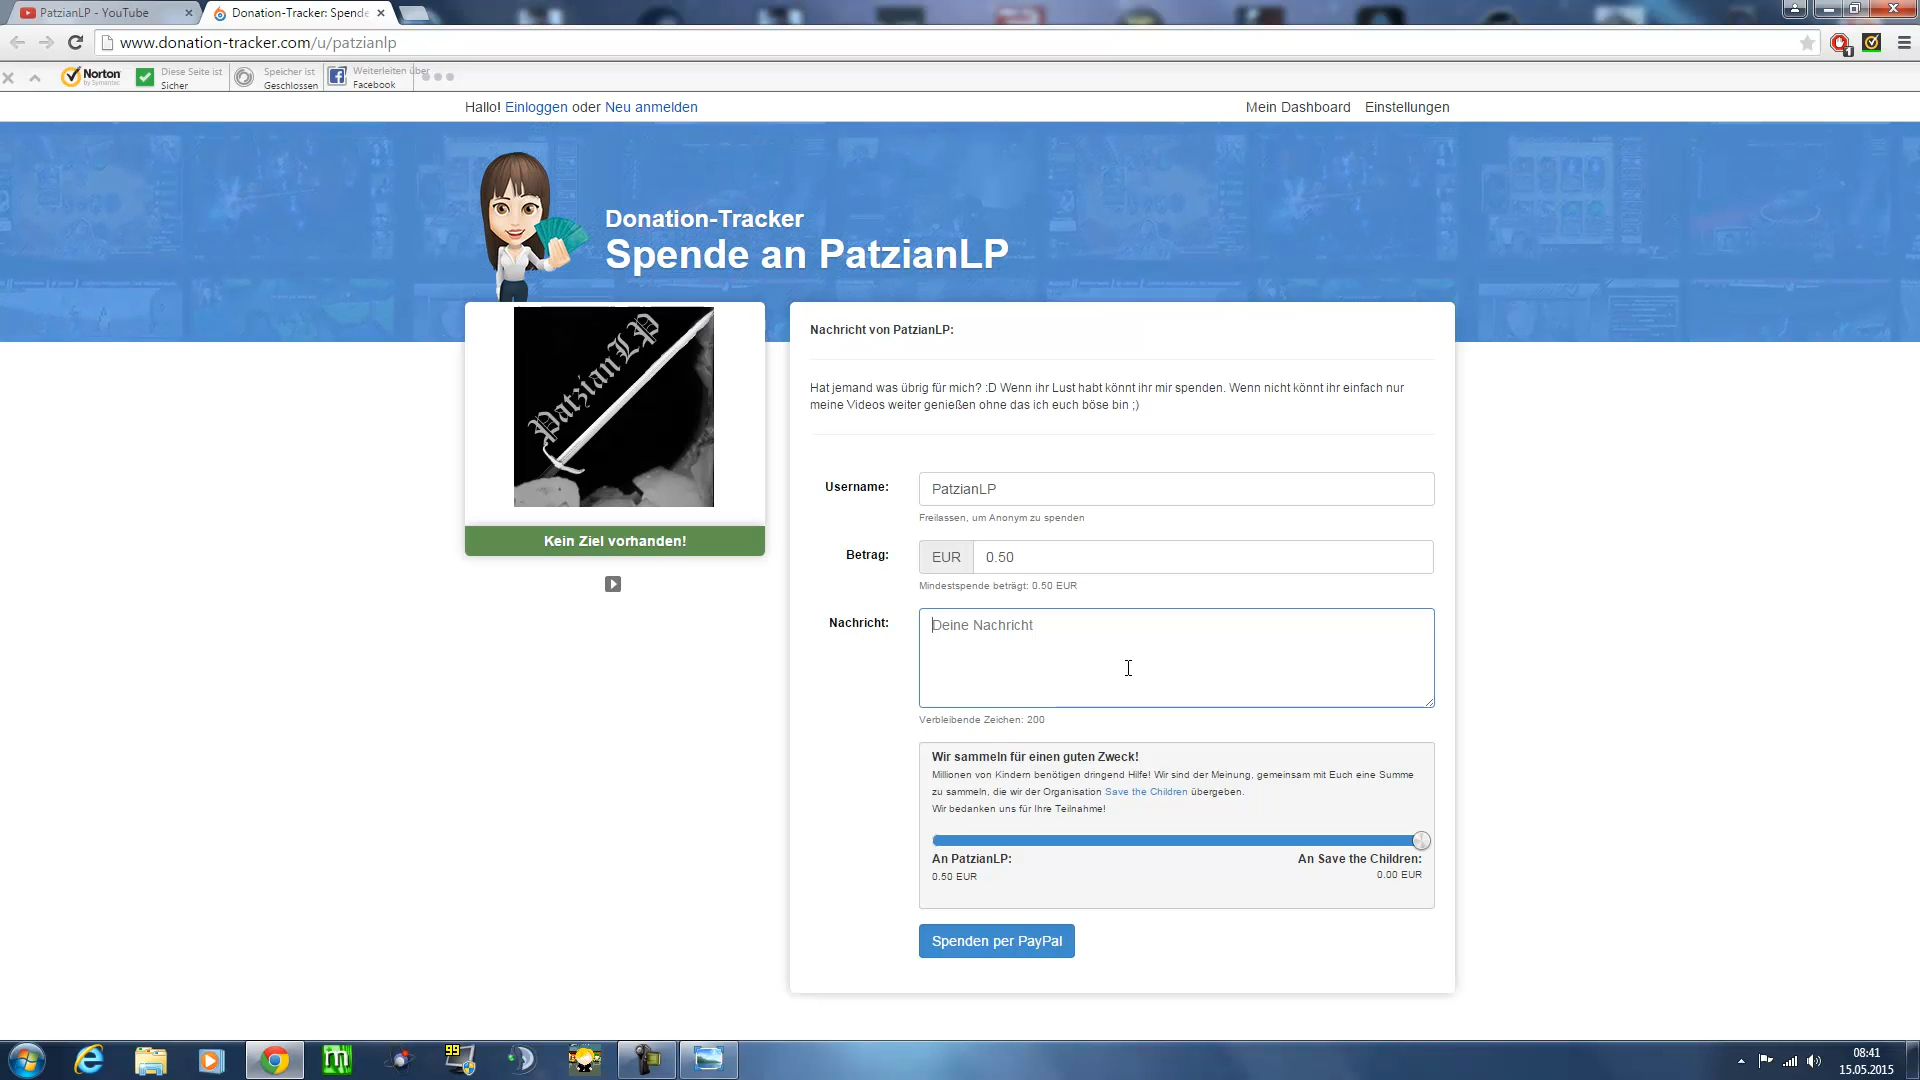 PatzianLP - YouTube
Donation-Tracker: Spende
www.donation-tracker.com/u/patzianlp
1
Norton
by Symantec
Diese Seite ist
Sicher
Speicher ist
Geschlossen
Weiterleiten über
Facebook
Hallo! Einloggen oder Neu anmelden
Mein Dashboard Einstellungen
Donation-Tracker
Spende an PatzianLP
PatzianLP
Kein Ziel vorhanden!
Nachricht von PatzianLP:
Hat jemand was übrig für mich? :D Wenn ihr Lust habt könnt ihr mir spenden. Wenn nicht könnt ihr einfach nur
meine Videos weiter genießen ohne das ich euch böse bin ;)
Username:
PatzianLP
Freilassen, um Anonym zu spenden
Betrag:
EUR 0.50
Mindestspende beträgt: 0.50 EUR
Nachricht:
Deine Nachricht
Verbleibende Zeichen: 200
Wir sammeln für einen guten Zweck!
Millionen von Kindern benötigen dringend Hilfe! Wir sind der Meinung, gemeinsam mit Euch eine Summe
zu sammeln, die wir der Organisation Save the Children übergeben.
Wir bedanken uns für Ihre Teilnahme!
An PatzianLP:
0.50 EUR
An Save the Children:
0.00 EUR
Spenden per PayPal
99
08:41
15.05.2015